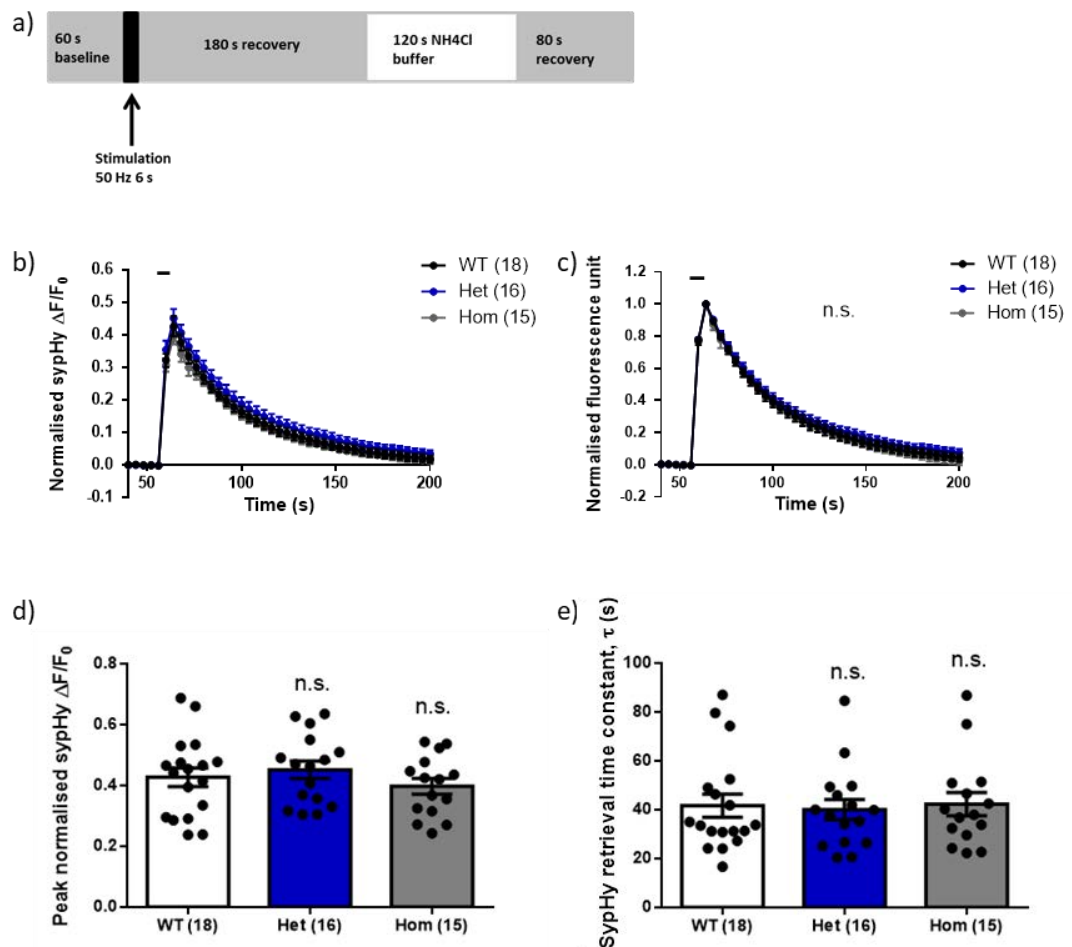 a)
60 s
baseline
180 s recovery
120 s NH4Cl
buffer
80 s
recovery
Stimulation
50 Hz 6 s
b)
Normalised sypHy ΔF/F0
0.6
0.5
0.4
0.3
0.2
0.1
0.0
-0.1
50
100
150
200
Time (s)
WT (18)
Het (16)
Hom (15)
c)
Normalised fluorescence unit
1.2
1.0
0.8
0.6
0.4
0.2
0.0
-0.2
50
100
150
200
Time (s)
n.s.
WT (18)
Het (16)
Hom (15)
d)
Peak normalised sypHy ΔF/F0
0.8
0.6
0.4
0.2
0.0
n.s.
n.s.
WT (18)
Het (16)
Hom (15)
e)
SypHy retrieval time constant, τ (s)
100
80
60
40
20
0
n.s.
n.s.
WT (18)
Het (16)
Hom (15)